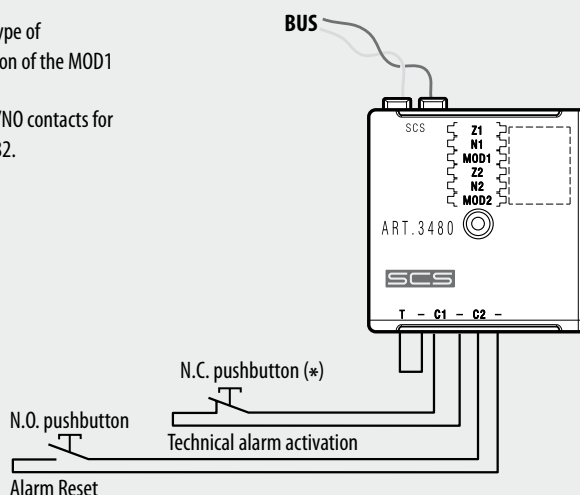 ype of
on of the MOD1
/NO contacts for
32.
BUS
SCS
Z1
N1
MOD1
Z2
N2
MOD2
ART.3480
SCS
T – C1 – C2 –
N.C. pushbutton (*)
Technical alarm activation
N.O. pushbutton
Alarm Reset